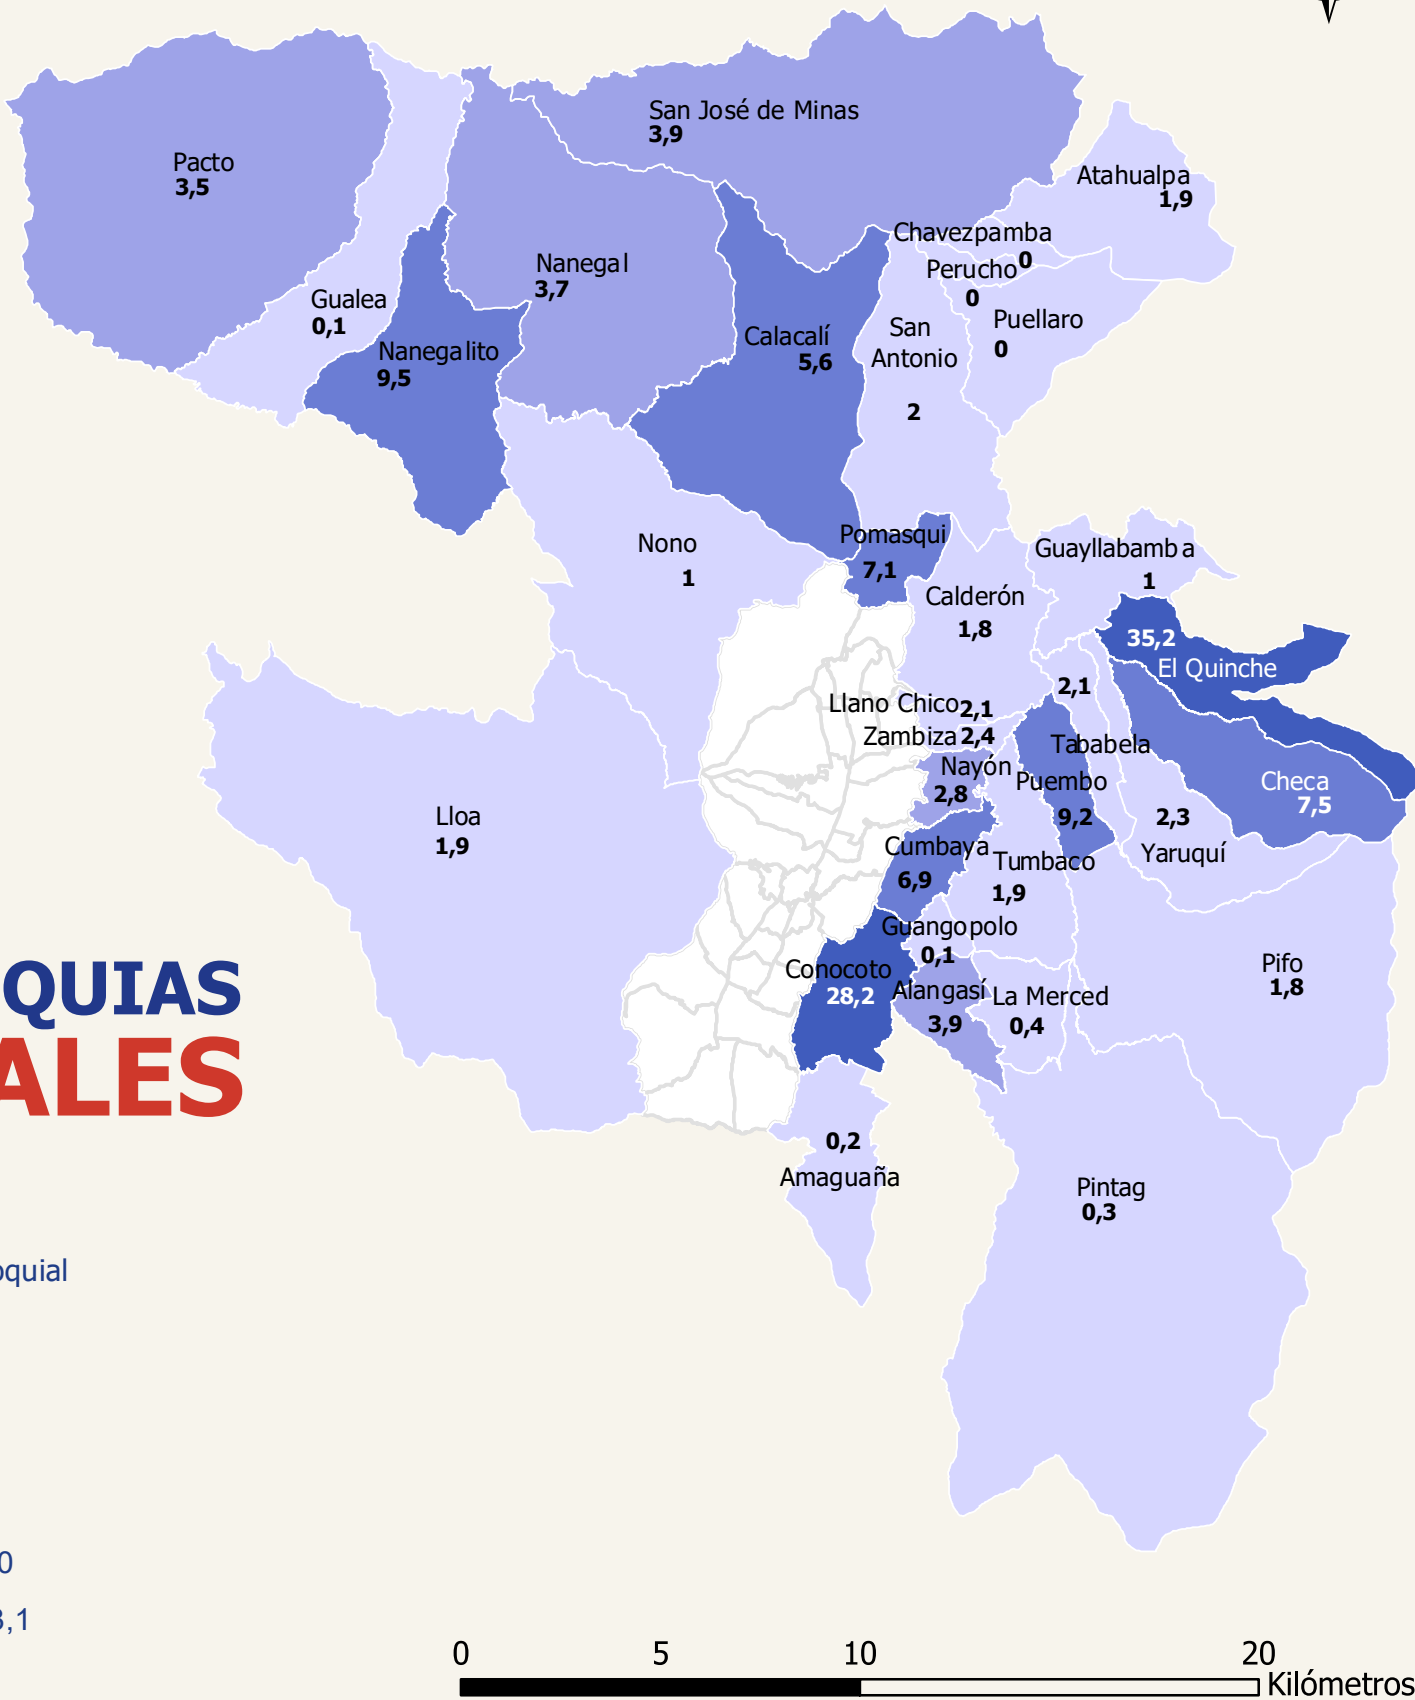 San José de Minas
3,9
Pacto
3,5
Atahualpa
1,9
Chavezpamba
0
Perucho
0
Nanegal
3,7
Gualea
0,1
Puellaro
0
San
Antonio
2
Calacalí
5,6
Nanegalito
9,5
Pomasqui
7,1
Nono
1
Guayllabamba
1
Calderón
1,8
35,2
El Quinche
2,1
Tababela
Llano Chico 2,1
Zambiza 2,4
Nayón
2,8
Puembo
9,2
Checa
7,5
2,3
Yaruquí
Lloa
1,9
Cumbaya
6,9
Tumbaco
1,9
Guangopolo
0,1
Conocoto
28,2
Alangasí
3,9
La Merced
0,4
Pifo
1,8
QUIAS
ALES
0,2
Amaguaña
Pintag
0,3
oquial
0
3,1
0 5 10 20
Kilómetros